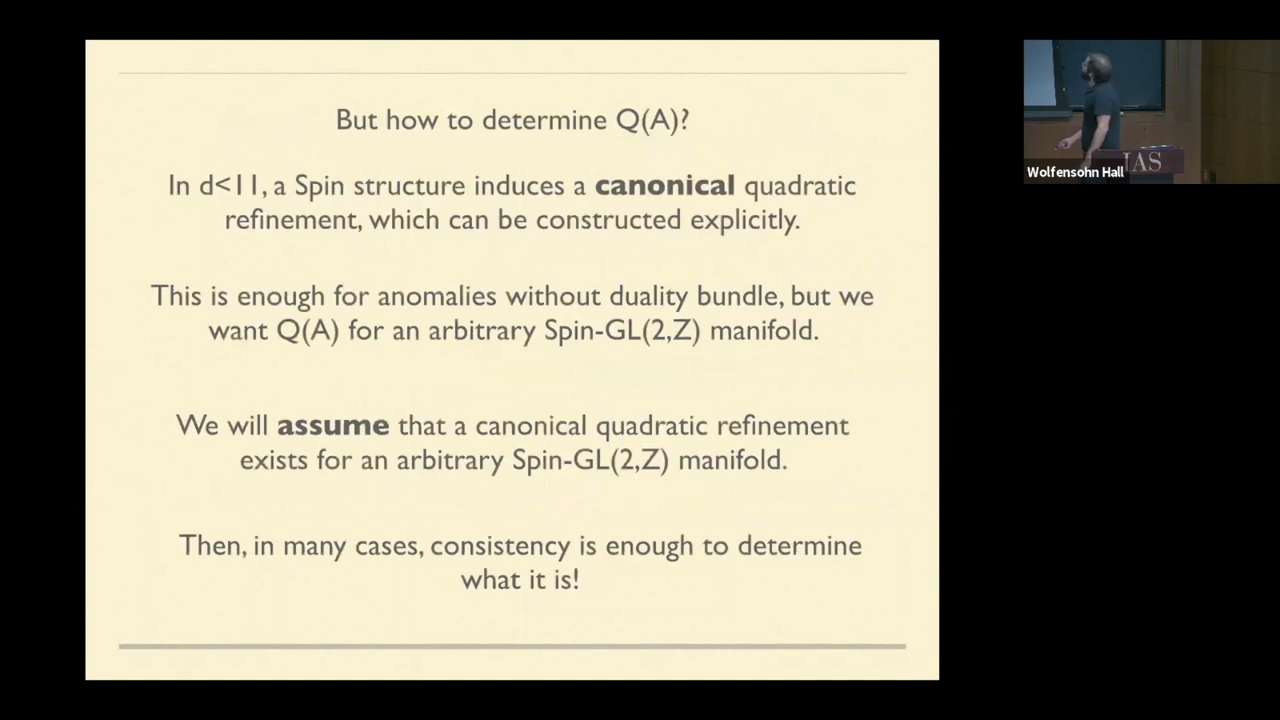 But how to determine Q(A)?
In d<11, a Spin structure induces a canonical quadratic
refinement, which can be constructed explicitly.
This is enough for anomalies without duality bundle, but we
want Q(A) for an arbitrary Spin-GL(2,Z) manifold.
We will assume that a canonical quadratic refinement
exists for an arbitrary Spin-GL(2,Z) manifold.
Then, in many cases, consistency is enough to determine
what it is!
IAS
Wolfensohn Hall